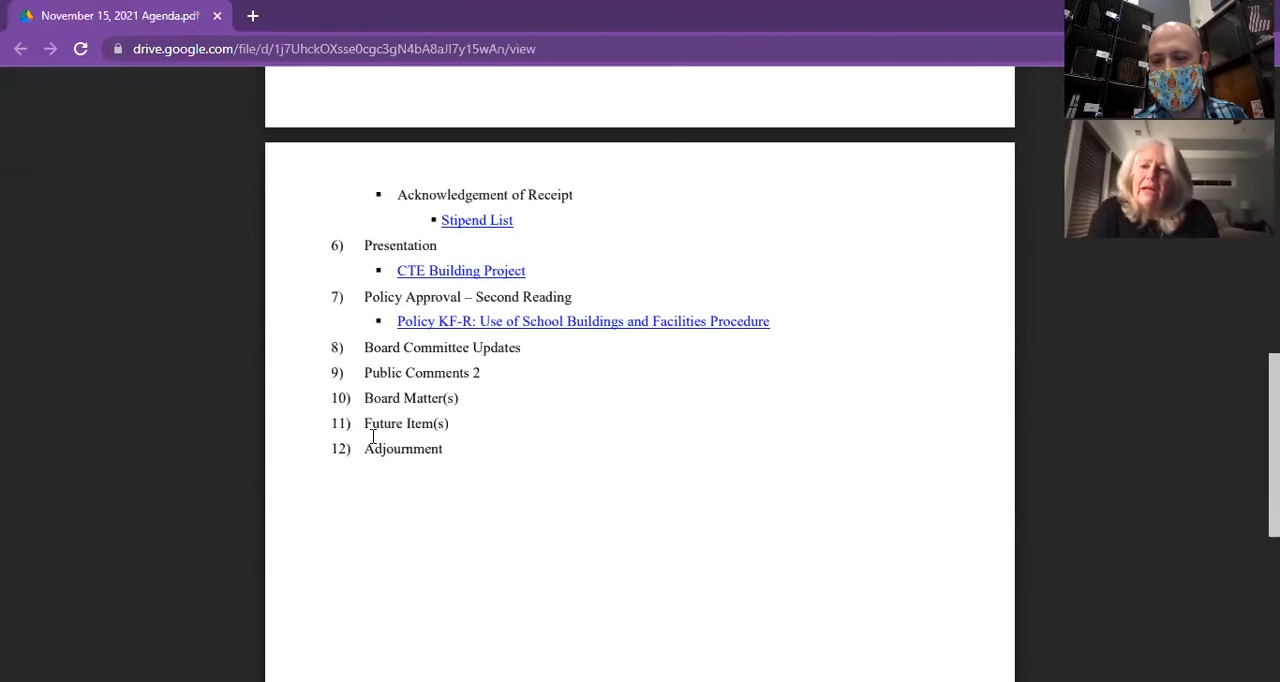 November 15, 2021 Agenda.pdf
drive.google.com/file/d/1j7UhckOXsse0cgc3gN4bA8aJl7y15wAn/view
▪ Acknowledgement of Receipt
▪ Stipend List
6) Presentation
▪ CTE Building Project
7) Policy Approval – Second Reading
▪ Policy KF-R: Use of School Buildings and Facilities Procedure
8) Board Committee Updates
9) Public Comments 2
10) Board Matter(s)
11) Future Item(s)
12) Adjournment